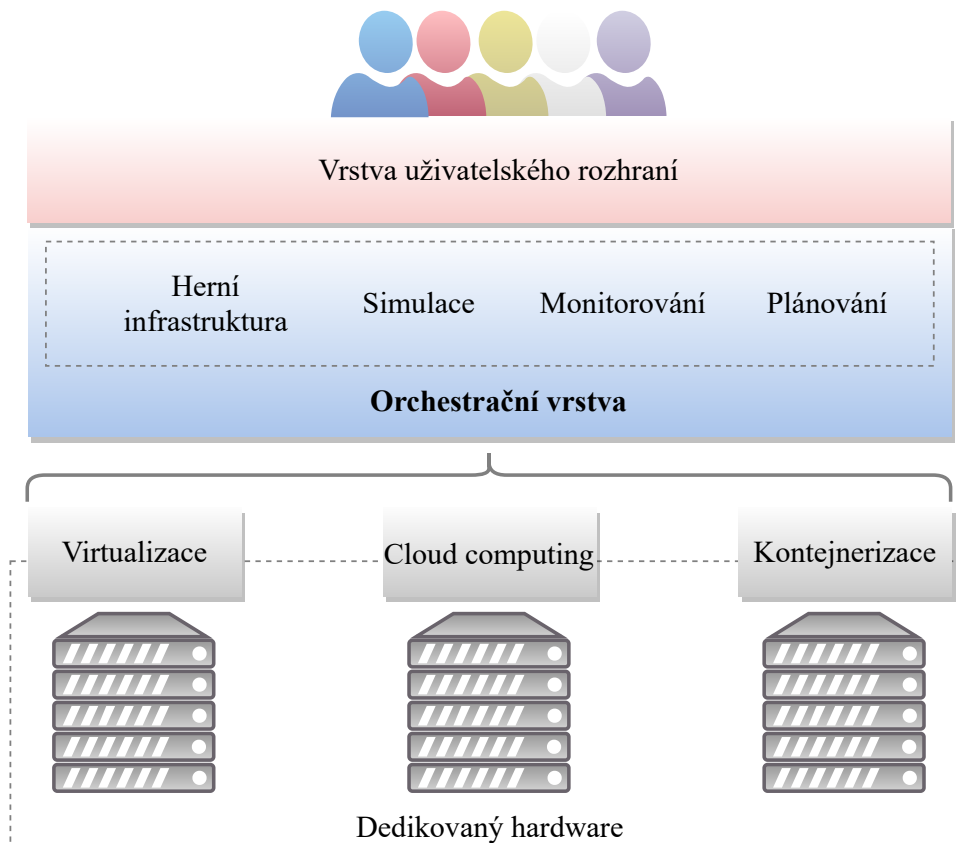 Vrstva uživatelského rozhraní
Herní
infrastruktura
Simulace
Monitorování
Plánování
Orchestrační vrstva
Virtualizace
Cloud computing
Kontejnerizace
Dedikovaný hardware